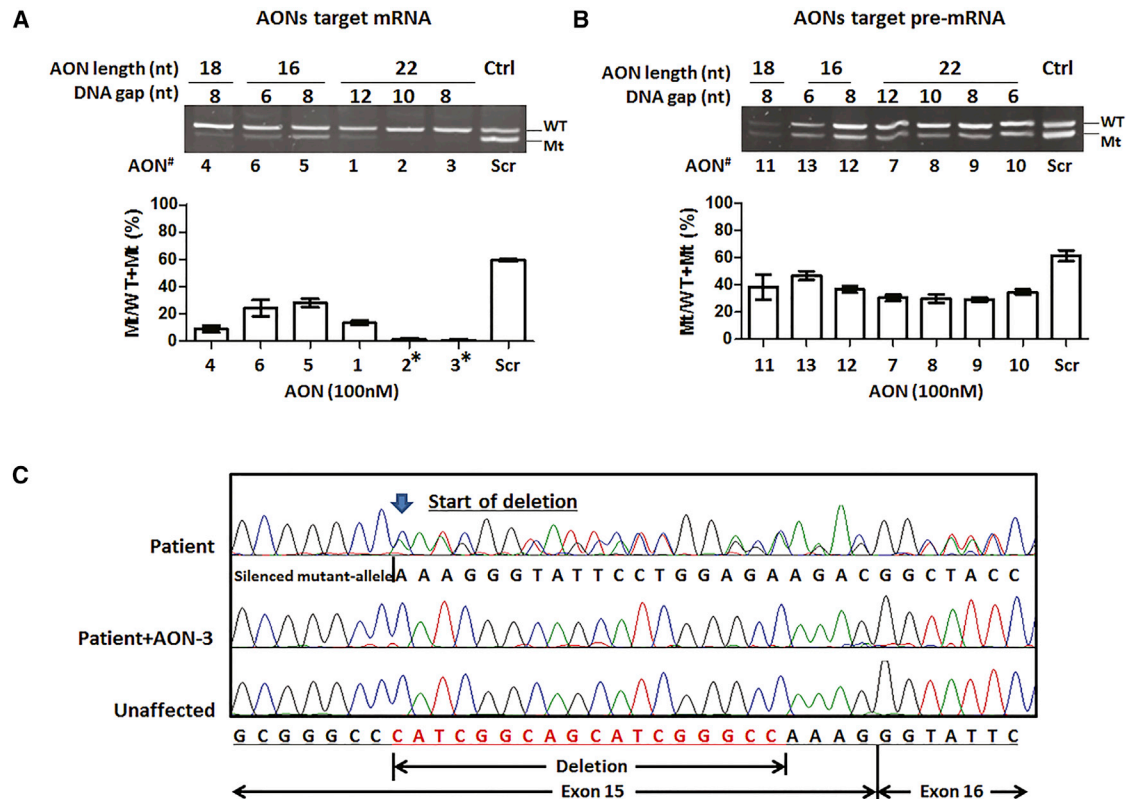 A
AONs target mRNA
AON length (nt) 18 16 22 Ctrl
DNA gap (nt) 8 6 8 12 10 8
WT
Mt
AON# 4 6 5 1 2 3 Scr
Mt/WT+Mt (%)
100
80
60
40
20
0
4 6 5 1 2* 3* Scr
AON (100nM)
B
AONs target pre-mRNA
AON length (nt) 18 16 22 Ctrl
DNA gap (nt) 8 6 8 12 10 8 6
WT
Mt
AON# 11 13 12 7 8 9 10 Scr
Mt/WT+Mt (%)
100
80
60
40
20
0
11 13 12 7 8 9 10 Scr
AON (100nM)
C
Start of deletion
Patient
Silenced mutant-allele A A A G G G T A T T C C T G G A G A A G A C G G C T A C C
Patient+AON-3
Unaffected
G C G G G C C C A T C G G C A G C A T C G G G C C A A A G G G T A T T C
Deletion
Exon 15 Exon 16